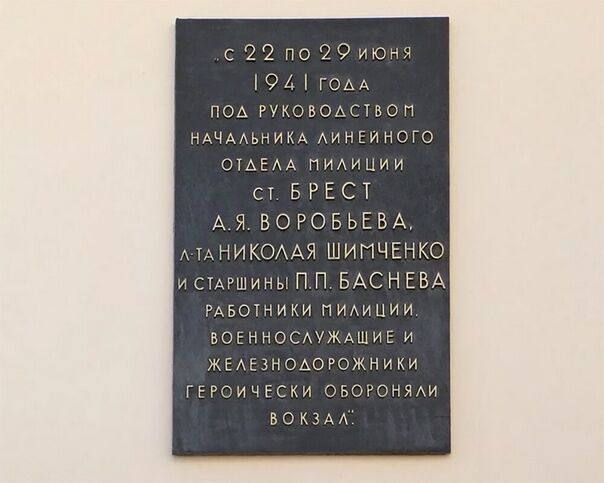 „С 22 ПО 29 ИЮНЯ
1941 ГОДА
ПОД РУКОВОДСТВОМ
НАЧАЛЬНИКА ЛИНЕЙНОГО
ОТДЕЛА МИЛИЦИИ
СТ. БРЕСТ
А.Я. ВОРОБЬЕВА,
Л-ТА НИКОЛАЯ ШИМЧЕНКО
И СТАРШИНЫ П.П. БАСНЕВА
РАБОТНИКИ МИЛИЦИИ,
ВОЕННОСЛУЖАЩИЕ И
ЖЕЛЕЗНОДОРОЖНИКИ
ГЕРОИЧЕСКИ ОБОРОНЯЛИ
ВОКЗАЛ".